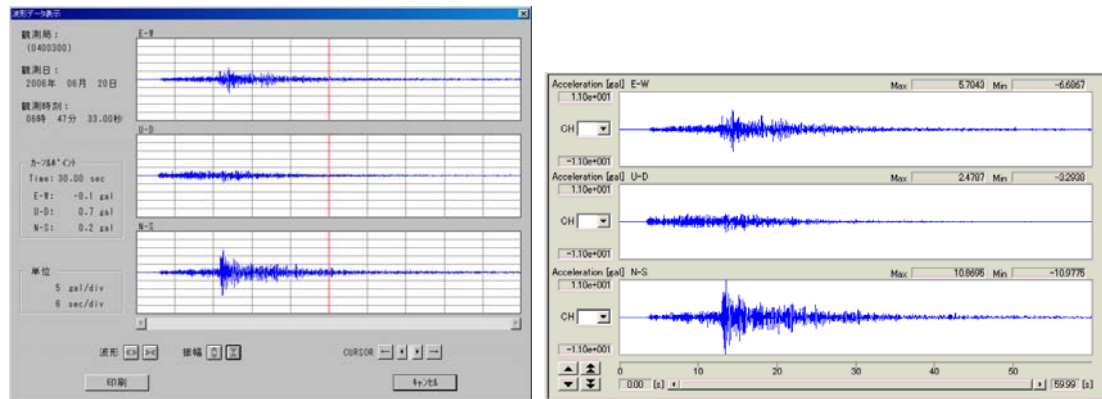 波形データ表示
観測局：
(0400300)
観測日：
2006年 06月 20日
観測時刻：
06時 47分 33.00秒
カーソルポイント
Time: 30.00 sec
E-W: -0.1 gal
U-D: 0.7 gal
N-S: 0.2 gal
単位
5 gal/div
6 sec/div
E-W
U-D
N-S
波形
振幅
CURSOR
印刷
キャンセル
Acceleration [gal] E-W Max 5.7043 Min -6.6867
1.10e+001
CH
-1.10e+001
Acceleration [gal] U-D Max 2.4787 Min -3.2938
1.10e+001
CH
-1.10e+001
Acceleration [gal] N-S Max 10.8695 Min -10.9775
1.10e+001
CH
-1.10e+001
0 10 20 30 40 50
0.00 [s] 59.99 [s]